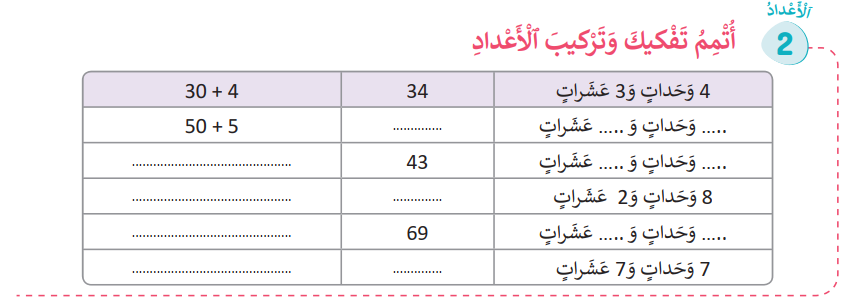 اَلْأَعْدادُ
2 أُتْمِمُ تَفْكيكَ وَتَرْكيبَ ٱلْأَعْدادِ
4 وَحَداتٍ وَ3 عَشَراتٍ 34 30 + 4
..... وَحَداتٍ وَ ..... عَشَراتٍ .............. 50 + 5
..... وَحَداتٍ وَ ..... عَشَراتٍ 43 .............................................
8 وَحَداتٍ وَ2 عَشَراتٍ .............. .............................................
..... وَحَداتٍ وَ ..... عَشَراتٍ 69 .............................................
7 وَحَداتٍ وَ7 عَشَراتٍ .............. .............................................